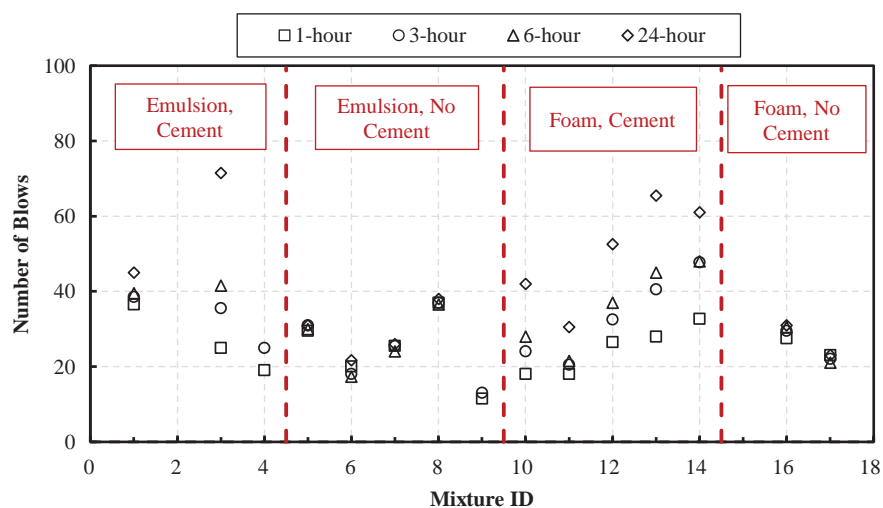 1-hour 3-hour 6-hour 24-hour
100
80
60
40
20
0
Number of Blows
Emulsion,
Cement
Emulsion, No
Cement
Foam, Cement
Foam, No
Cement
0 2 4 6 8 10 12 14 16 18
Mixture ID